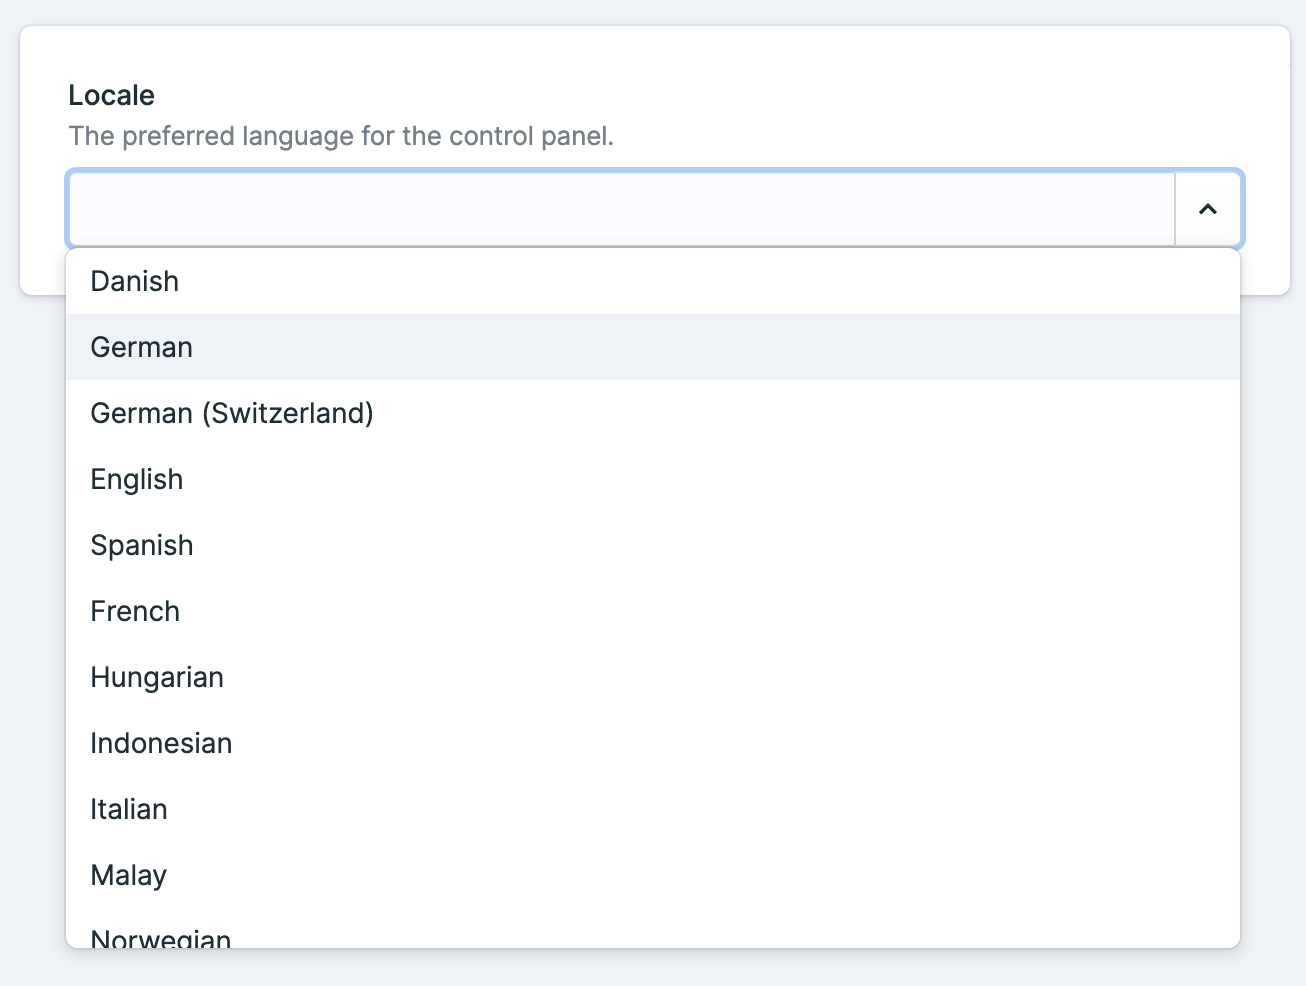 Locale
The preferred language for the control panel.
Danish
German
German (Switzerland)
English
Spanish
French
Hungarian
Indonesian
Italian
Malay
Norwegian